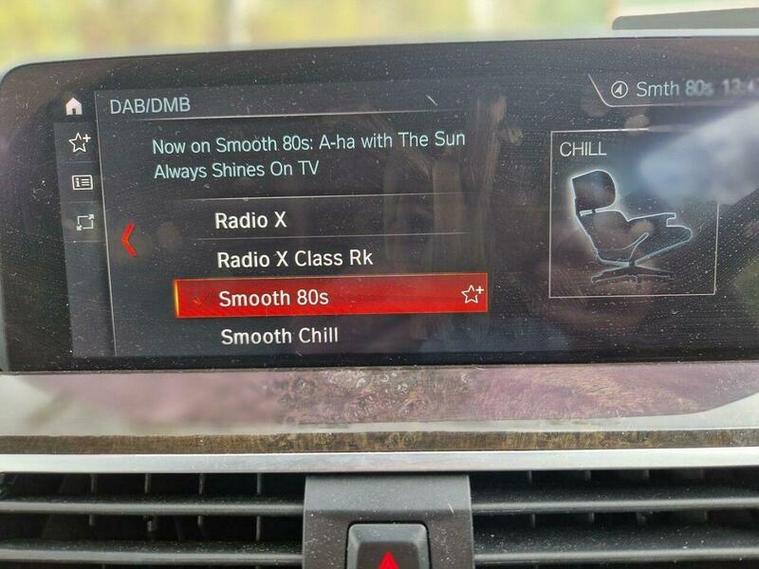 DAB/DMB
Smth 80s
Now on Smooth 80s: A-ha with The Sun
Always Shines On TV
CHILL
Radio X
Radio X Class Rk
Smooth 80s
Smooth Chill